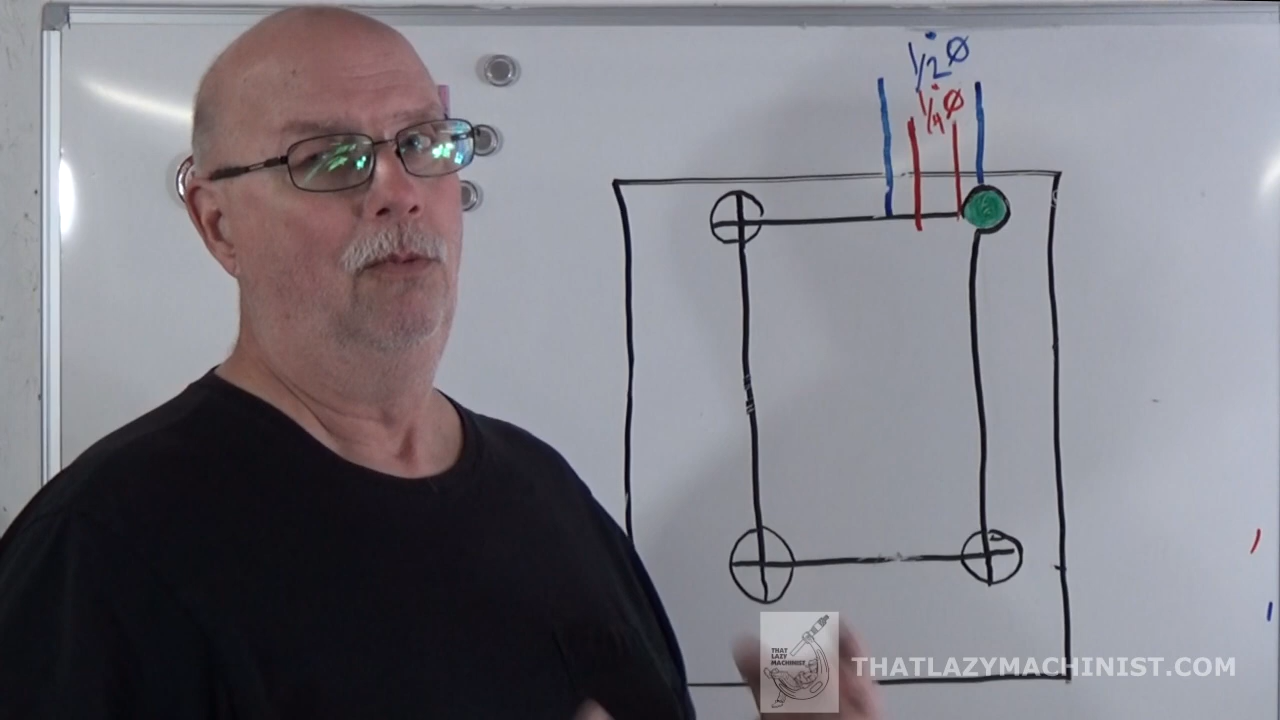 1/2 Ø
1/4 Ø
THAT
LAZY
MACHINIST
THATLAZYMACHINIST.COM